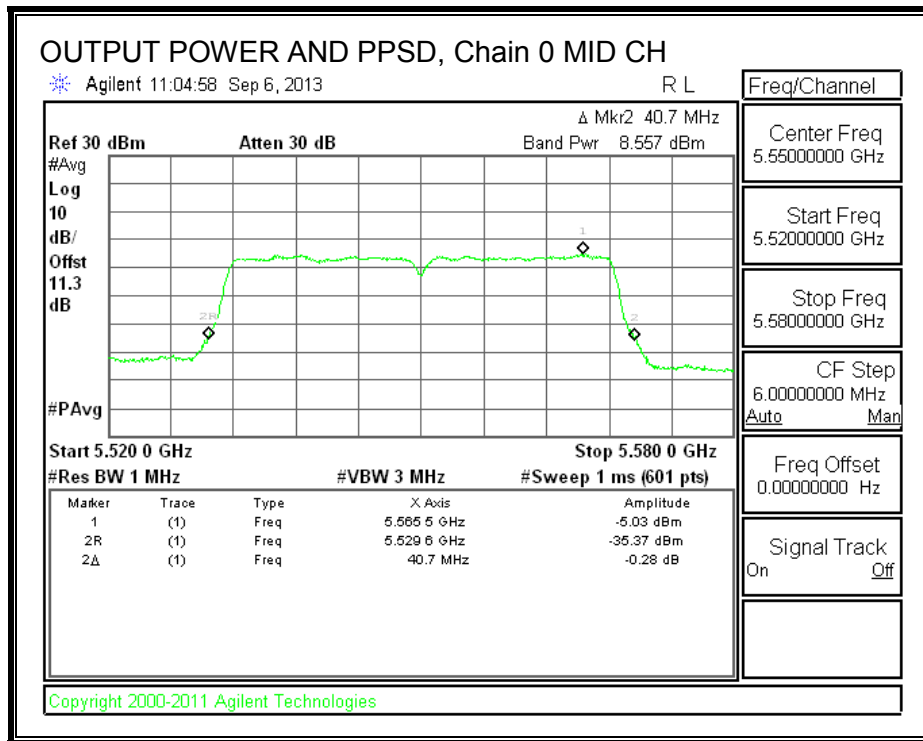 OUTPUT POWER AND PPSD, Chain 0 MID CH
Agilent 11:04:58 Sep 6, 2013 R L
Δ Mkr2 40.7 MHz
Ref 30 dBm Atten 30 dB Band Pwr 8.557 dBm
#Avg
Log
10
dB/
Offst
11.3
dB
#PAvg
1
2R
2
Start 5.520 0 GHz Stop 5.580 0 GHz
#Res BW 1 MHz #VBW 3 MHz #Sweep 1 ms (601 pts)
Marker Trace Type X Axis Amplitude
1 (1) Freq 5.565 5 GHz -5.03 dBm
2R (1) Freq 5.529 6 GHz -35.37 dBm
2Δ (1) Freq 40.7 MHz -0.28 dB
Freq/Channel
Center Freq
5.55000000 GHz
Start Freq
5.52000000 GHz
Stop Freq
5.58000000 GHz
CF Step
6.00000000 MHz
Auto Man
Freq Offset
0.00000000 Hz
Signal Track
On Off
Copyright 2000-2011 Agilent Technologies